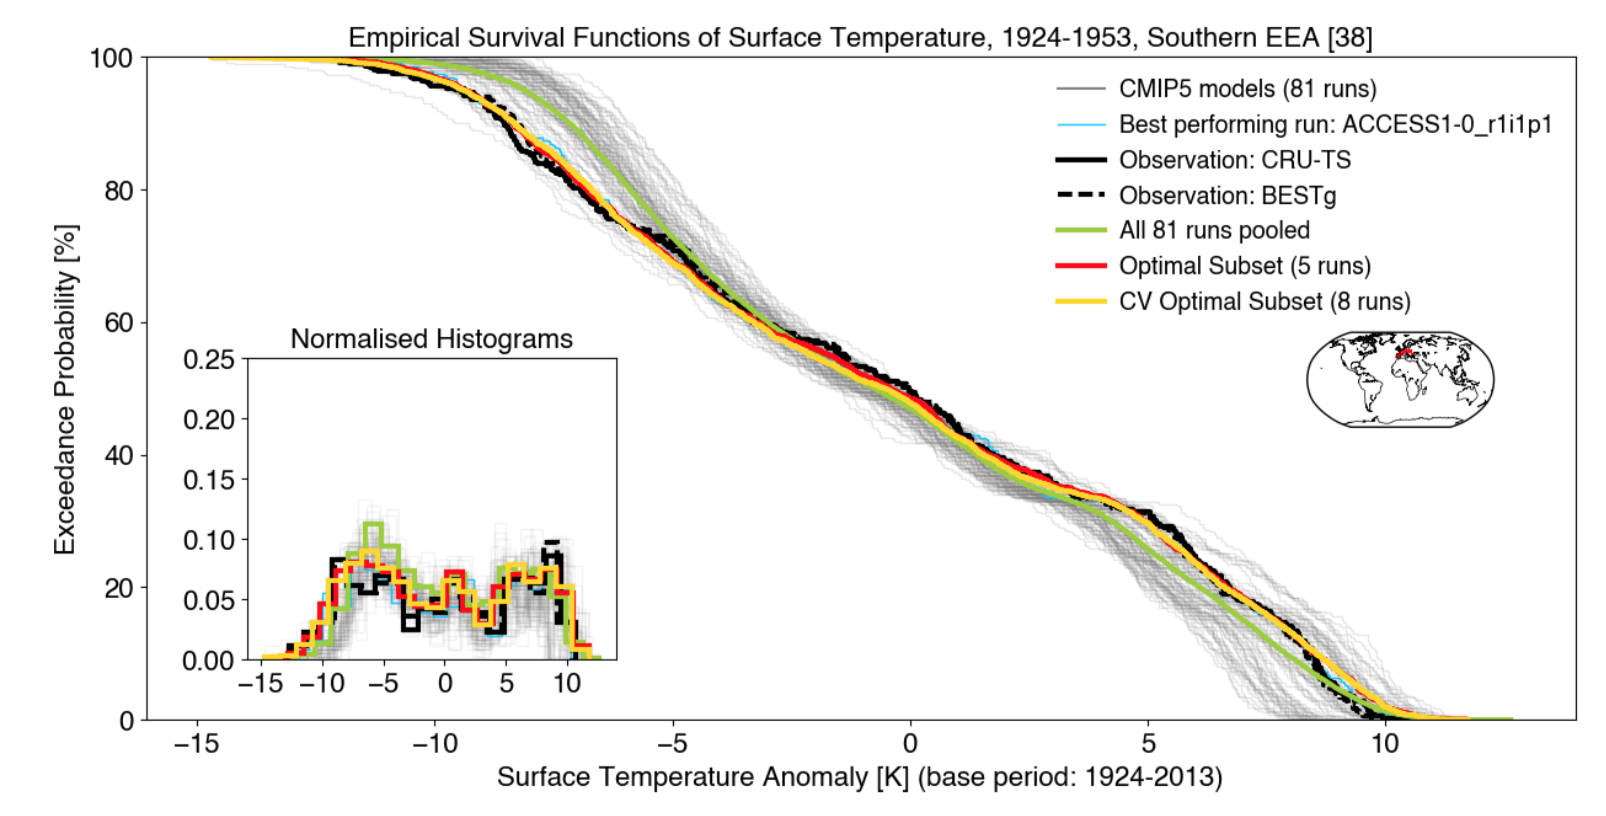 Empirical Survival Functions of Surface Temperature, 1924-1953, Southern EEA [38]
100
80
60
40
20
0
Exceedance Probability [%]
CMIP5 models (81 runs)
Best performing run: ACCESS1-0_r1i1p1
Observation: CRU-TS
Observation: BESTg
All 81 runs pooled
Optimal Subset (5 runs)
CV Optimal Subset (8 runs)
Normalised Histograms
0.25
0.20
0.15
0.10
0.05
0.00
−15 −10 −5 0 5 10
−15 −10 −5 0 5 10
Surface Temperature Anomaly [K] (base period: 1924-2013)